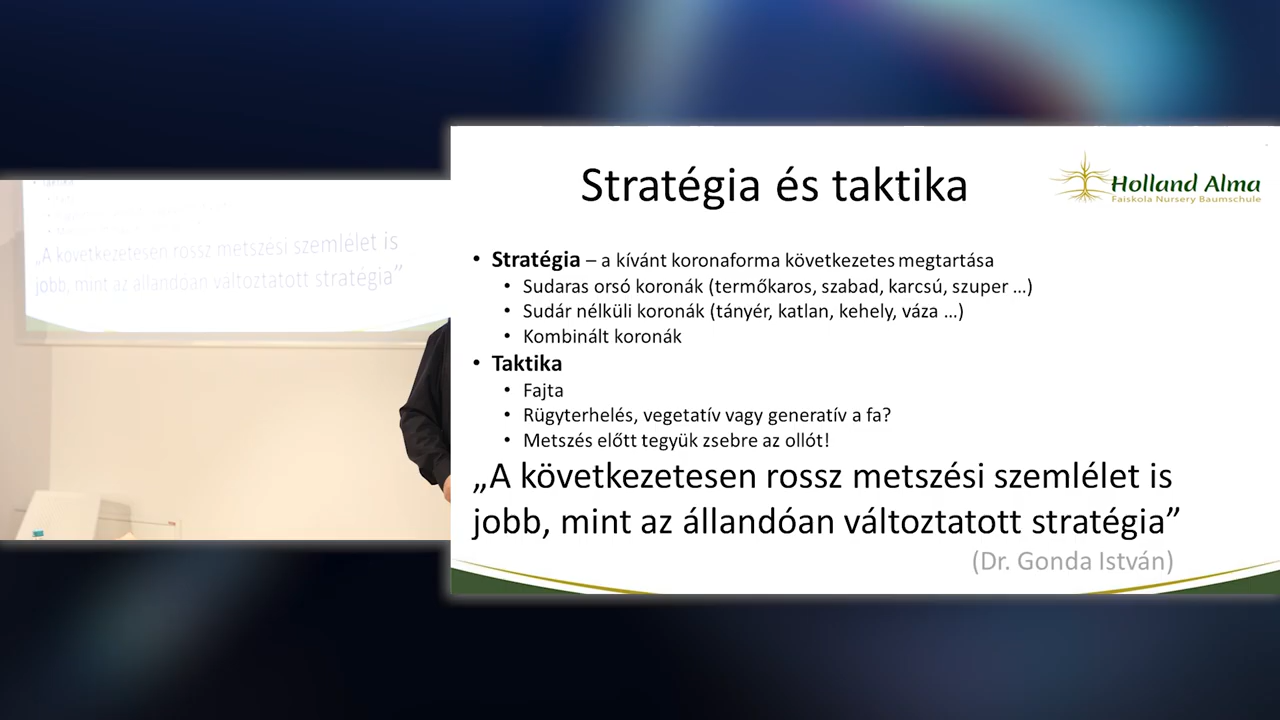 Stratégia és taktika
Holland Alma
Faiskola Nursery Baumschule
• Stratégia – a kívánt koronaforma következetes megtartása
• Sudaras orsó koronák (termőkaros, szabad, karcsú, szuper ...)
• Sudár nélküli koronák (tányér, katlan, kehely, váza ...)
• Kombinált koronák
• Taktika
• Fajta
• Rügyterhelés, vegetatív vagy generatív a fa?
• Metszés előtt tegyük zsebre az ollót!
„A következetesen rossz metszési szemlélet is
jobb, mint az állandóan változtatott stratégia”
(Dr. Gonda István)
„A következetesen rossz metszési szemlélet is
jobb, mint az állandóan változtatott stratégia”